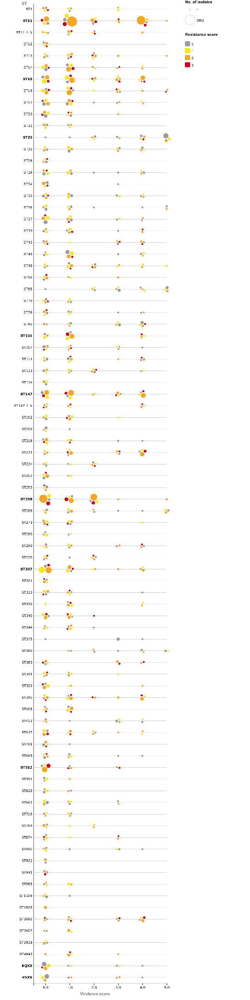 ST
No. of isolates
1
2802
Resistance score
0
1
2
3
ST1
ST11
ST11-1LV
ST12
ST13
ST14
ST15
ST16
ST17
ST20
ST22
ST23
ST25
ST26
ST29
ST34
ST35
ST36
ST37
ST39
ST43
ST45
ST48
ST54
ST65
ST70
ST76
ST86
ST101
ST107
ST111
ST133
ST134
ST147
ST147-1LV
ST152
ST200
ST219
ST231
ST234
ST252
ST253
ST258
ST268
ST273
ST280
ST290
ST299
ST307
ST321
ST323
ST336
ST340
ST348
ST375
ST380
ST383
ST391
ST392
ST395
ST405
ST412
ST437
ST461
ST485
ST512
ST551
ST628
ST661
ST716
ST789
ST874
ST896
ST922
ST941
ST985
ST1109
ST1828
ST2096
ST2407
ST2938
ST4843
KQXX
KVXX
0.0 1.0 2.0 3.0 4.0 5.0
Virulence score